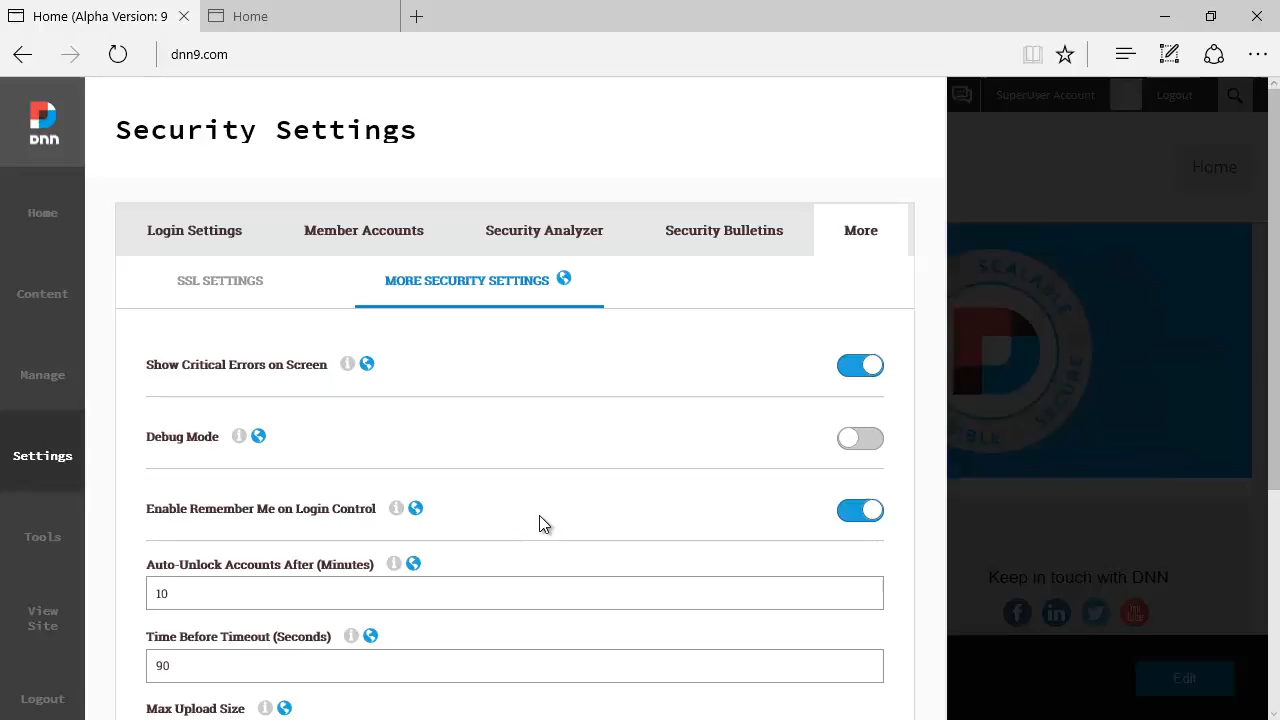 Home (Alpha Version: 9
Home
dnn9.com
DNN
Security Settings
SuperUser Account
Logout
Home
Home
Content
Manage
Settings
Tools
View
Site
Logout
Login Settings
Member Accounts
Security Analyzer
Security Bulletins
More
SSL SETTINGS
MORE SECURITY SETTINGS
SCALABLE
SECURE
Show Critical Errors on Screen
Debug Mode
Enable Remember Me on Login Control
Auto-Unlock Accounts After (Minutes)
10
Time Before Timeout (Seconds)
90
Max Upload Size
Keep in touch with DNN
Edit